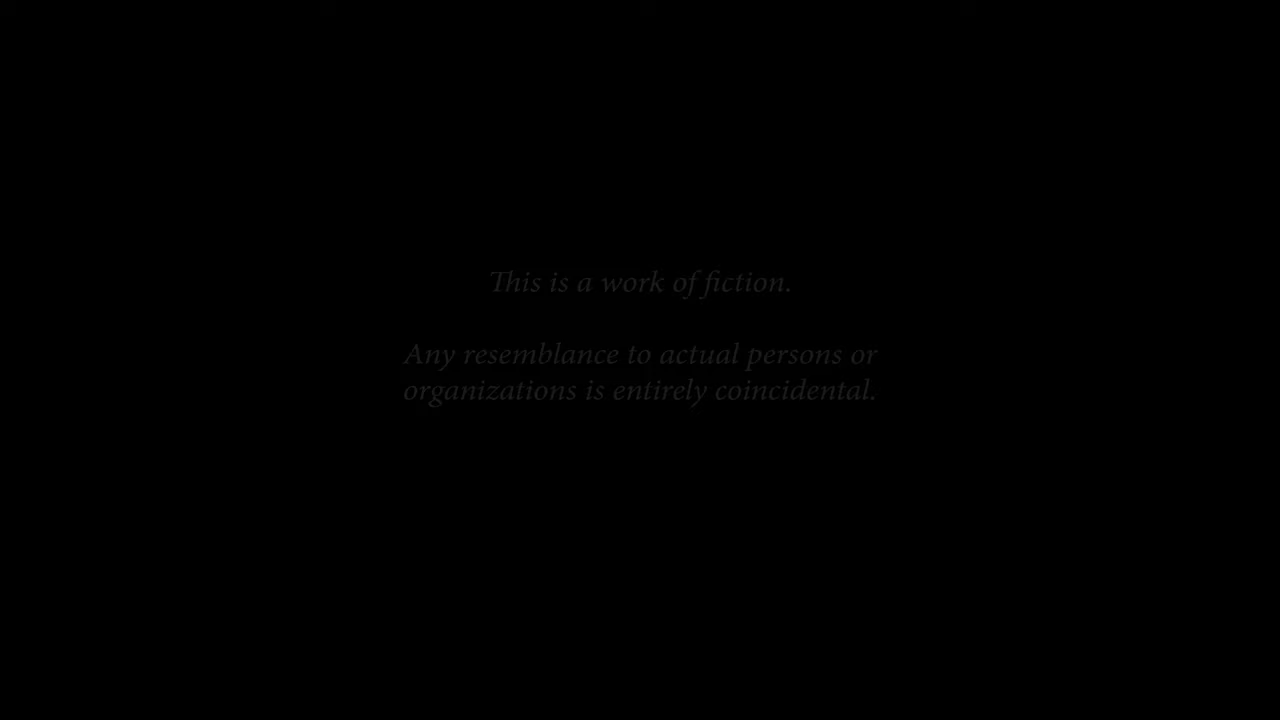 This is a work of fiction.
Any resemblance to actual persons or
organizations is entirely coincidental.